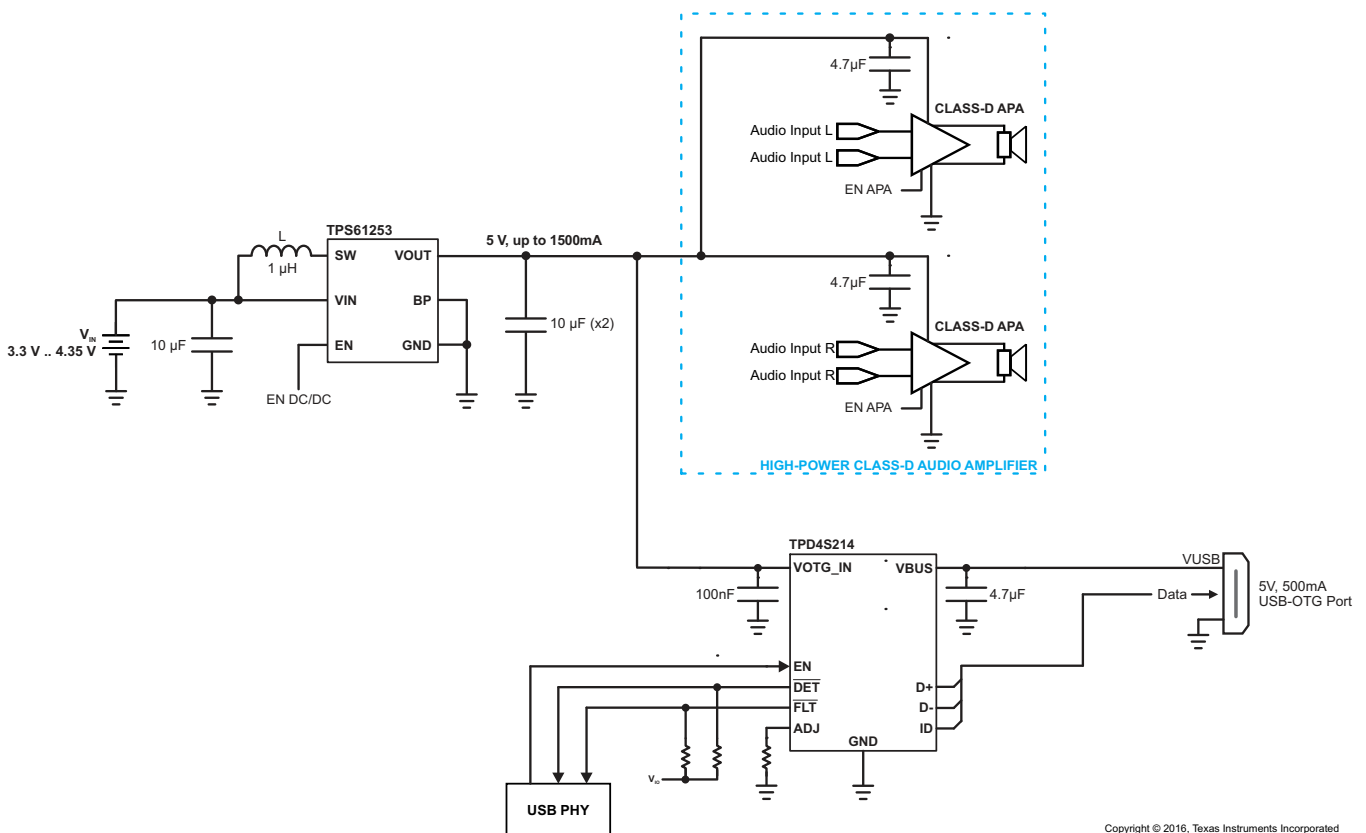 4.7µF
CLASS-D APA
Audio Input L
Audio Input L
EN APA
TPS61253
L
1 µH
SW
VOUT
5 V, up to 1500mA
VIN
BP
EN
GND
V_IN
3.3 V .. 4.35 V
10 µF
EN DC/DC
10 µF (x2)
4.7µF
CLASS-D APA
Audio Input R
Audio Input R
EN APA
HIGH-POWER CLASS-D AUDIO AMPLIFIER
TPD4S214
VOTG_IN
VBUS
100nF
4.7µF
VUSB
Data
5V, 500mA
USB-OTG Port
EN
DET
FLT
ADJ
D+
D-
ID
GND
V_IO
USB PHY
Copyright © 2016, Texas Instruments Incorporated